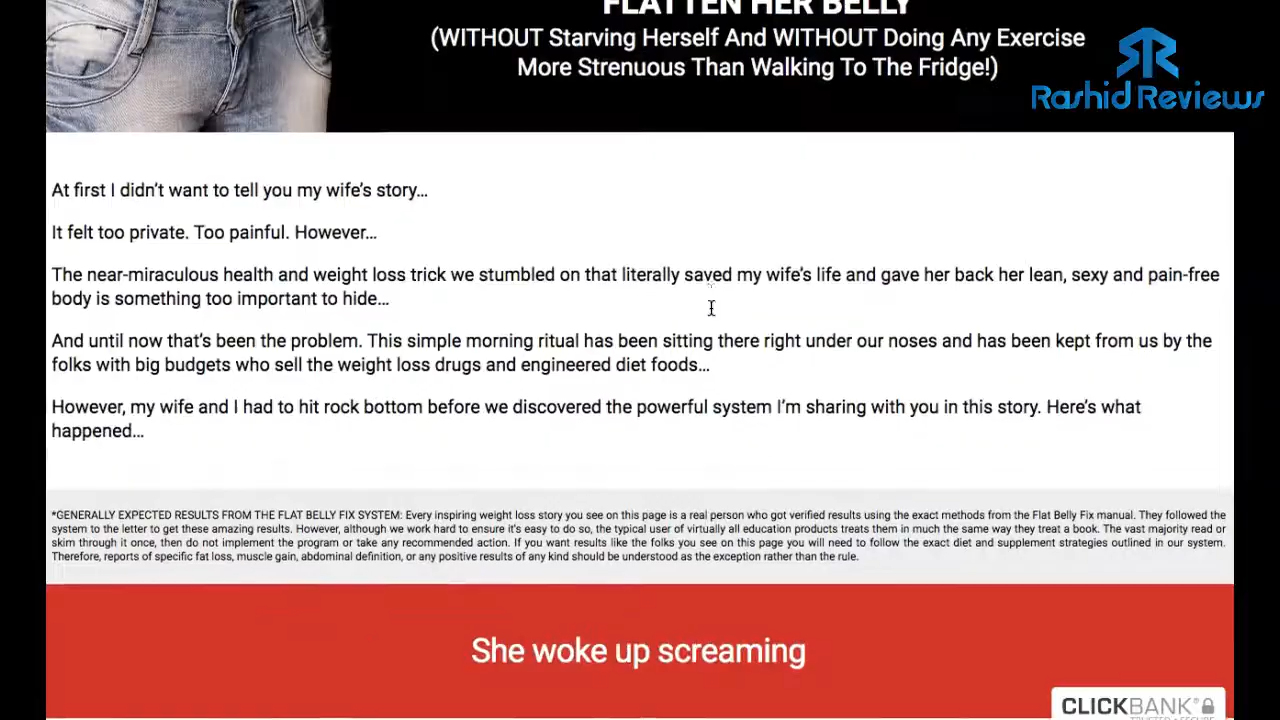 FLATTEN HER BELLY
(WITHOUT Starving Herself And WITHOUT Doing Any Exercise
More Strenuous Than Walking To The Fridge!)
Rashid Reviews
At first I didn’t want to tell you my wife’s story…
It felt too private. Too painful. However…
The near-miraculous health and weight loss trick we stumbled on that literally saved my wife’s life and gave her back her lean, sexy and pain-free
body is something too important to hide…
And until now that’s been the problem. This simple morning ritual has been sitting there right under our noses and has been kept from us by the
folks with big budgets who sell the weight loss drugs and engineered diet foods…
However, my wife and I had to hit rock bottom before we discovered the powerful system I’m sharing with you in this story. Here’s what
happened…
*GENERALLY EXPECTED RESULTS FROM THE FLAT BELLY FIX SYSTEM: Every inspiring weight loss story you see on this page is a real person who got verified results using the exact methods from the Flat Belly Fix manual. They followed the
system to the letter to get these amazing results. However, although we work hard to ensure it's easy to do so, the typical user of virtually all education products treats them in much the same way they treat a book. The vast majority read or
skim through it once, then do not implement the program or take any recommended action. If you want results like the folks you see on this page you will need to follow the exact diet and supplement strategies outlined in our system.
Therefore, reports of specific fat loss, muscle gain, abdominal definition, or any positive results of any kind should be understood as the exception rather than the rule.
She woke up screaming
CLICKBANK®